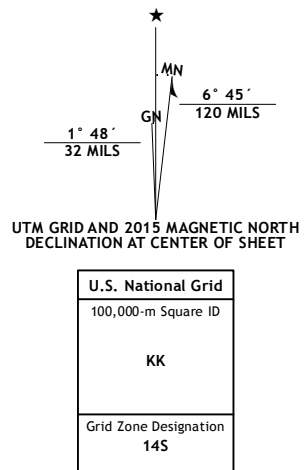 ★
MN
GN
6° 45´
120 MILS
1° 48´
32 MILS
UTM GRID AND 2015 MAGNETIC NORTH
DECLINATION AT CENTER OF SHEET
U.S. National Grid
100,000-m Square ID
KK
Grid Zone Designation
14S